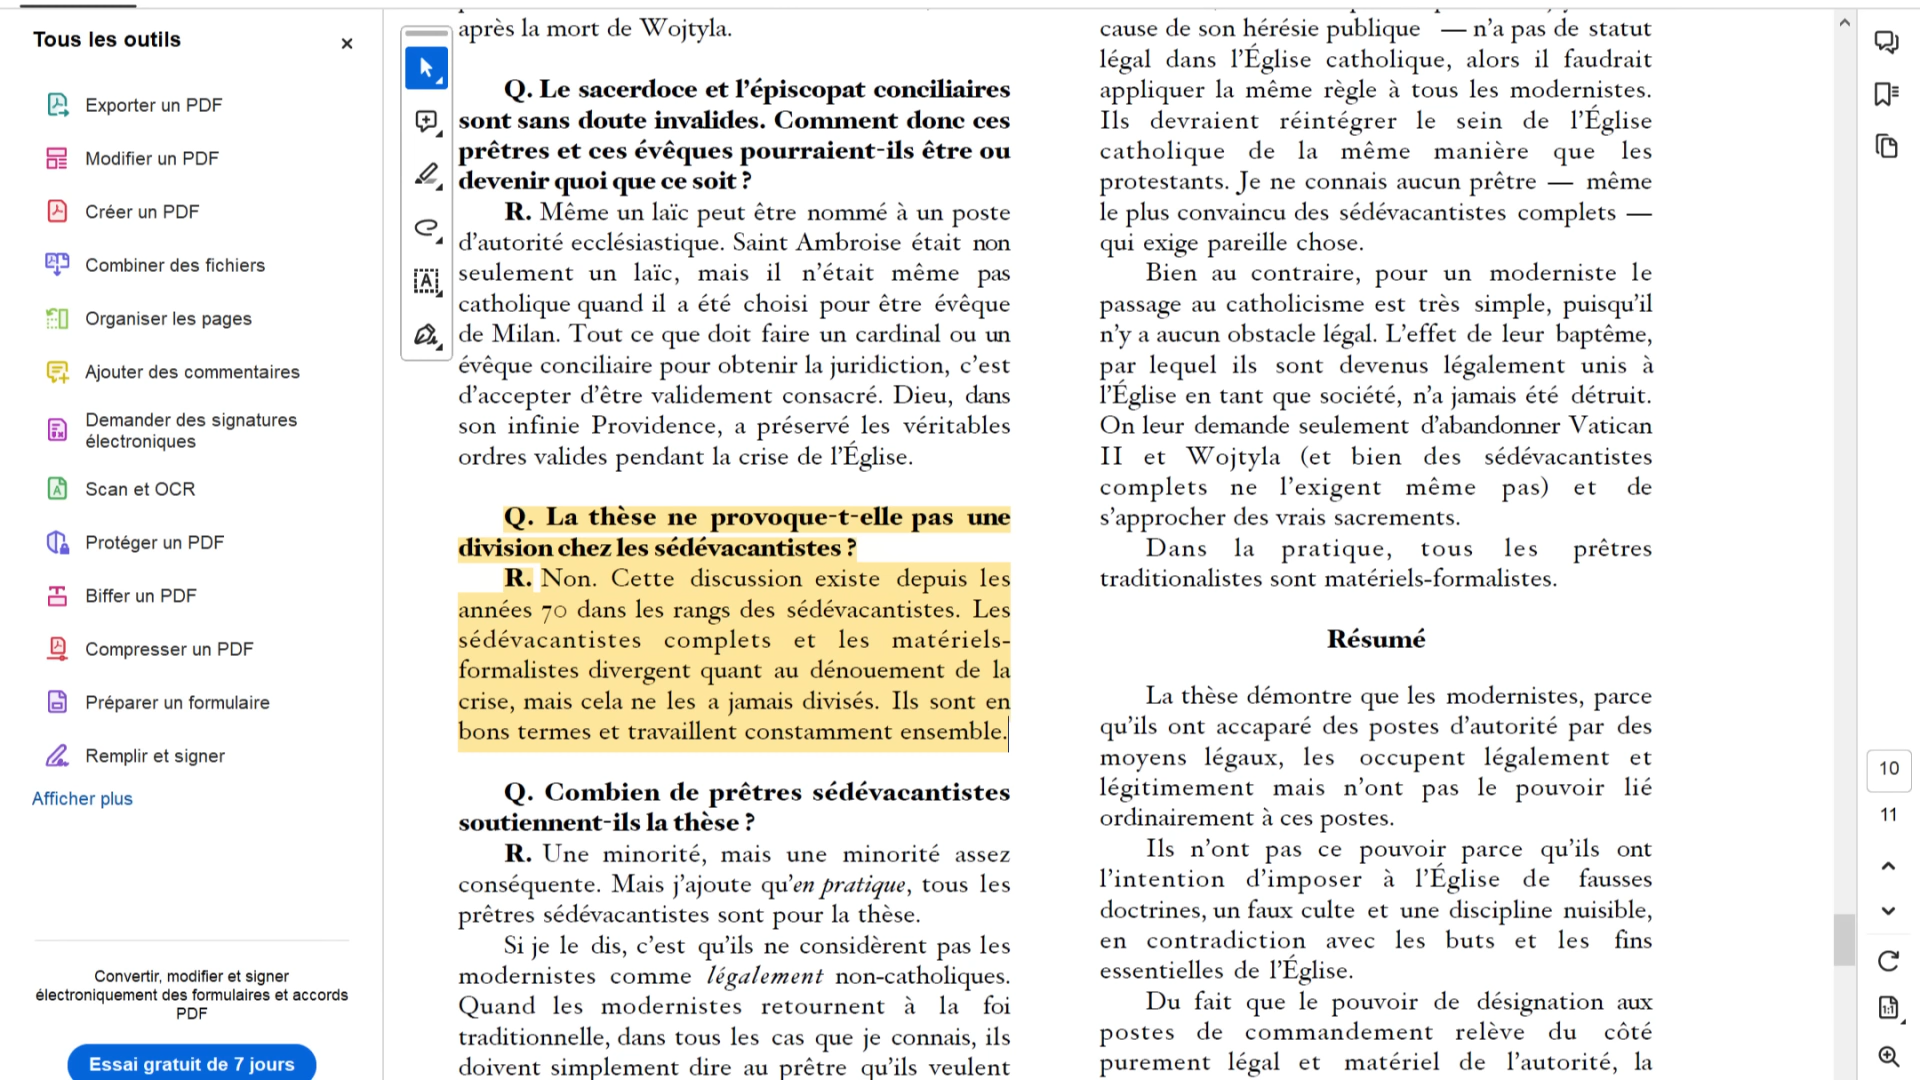 Tous les outils
Exporter un PDF
Modifier un PDF
Créer un PDF
Combiner des fichiers
Organiser les pages
Ajouter des commentaires
Demander des signatures
électroniques
Scan et OCR
Protéger un PDF
Biffer un PDF
Compresser un PDF
Préparer un formulaire
Remplir et signer
Afficher plus
Convertir, modifier et signer
électroniquement des formulaires et accords
PDF
Essai gratuit de 7 jours
après la mort de Wojtyla.
Q. Le sacerdoce et l’épiscopat conciliaires
sont sans doute invalides. Comment donc ces
prêtres et ces évêques pourraient-ils être ou
devenir quoi que ce soit ?
R. Même un laïc peut être nommé à un poste
d’autorité ecclésiastique. Saint Ambroise était non
seulement un laïc, mais il n’était même pas
catholique quand il a été choisi pour être évêque
de Milan. Tout ce que doit faire un cardinal ou un
évêque conciliaire pour obtenir la juridiction, c’est
d’accepter d’être validement consacré. Dieu, dans
son infinie Providence, a préservé les véritables
ordres valides pendant la crise de l’Église.
Q. La thèse ne provoque-t-elle pas une
division chez les sédévacantistes ?
R. Non. Cette discussion existe depuis les
années 70 dans les rangs des sédévacantistes. Les
sédévacantistes complets et les matériels-
formalistes divergent quant au dénouement de la
crise, mais cela ne les a jamais divisés. Ils sont en
bons termes et travaillent constamment ensemble.
Q. Combien de prêtres sédévacantistes
soutiennent-ils la thèse ?
R. Une minorité, mais une minorité assez
conséquente. Mais j’ajoute qu’en pratique, tous les
prêtres sédévacantistes sont pour la thèse.
Si je le dis, c’est qu’ils ne considèrent pas les
modernistes comme légalement non-catholiques.
Quand les modernistes retournent à la foi
traditionnelle, dans tous les cas que je connais, ils
doivent simplement dire au prêtre qu’ils veulent
cause de son hérésie publique — n’a pas de statut
légal dans l’Église catholique, alors il faudrait
appliquer la même règle à tous les modernistes.
Ils devraient réintégrer le sein de l’Église
catholique de la même manière que les
protestants. Je ne connais aucun prêtre — même
le plus convaincu des sédévacantistes complets —
qui exige pareille chose.
Bien au contraire, pour un moderniste le
passage au catholicisme est très simple, puisqu’il
n’y a aucun obstacle légal. L’effet de leur baptême,
par lequel ils sont devenus légalement unis à
l’Église en tant que société, n’a jamais été détruit.
On leur demande seulement d’abandonner Vatican
II et Wojtyla (et bien des sédévacantistes
complets ne l’exigent même pas) et de
s’approcher des vrais sacrements.
Dans la pratique, tous les prêtres
traditionalistes sont matériels-formalistes.
Résumé
La thèse démontre que les modernistes, parce
qu’ils ont accaparé des postes d’autorité par des
moyens légaux, les occupent légalement et
légitimement mais n’ont pas le pouvoir lié
ordinairement à ces postes.
Ils n’ont pas ce pouvoir parce qu’ils ont
l’intention d’imposer à l’Église de fausses
doctrines, un faux culte et une discipline nuisible,
en contradiction avec les buts et les fins
essentielles de l’Église.
Du fait que le pouvoir de désignation aux
postes de commandement relève du côté
purement légal et matériel de l’autorité, la
10
11